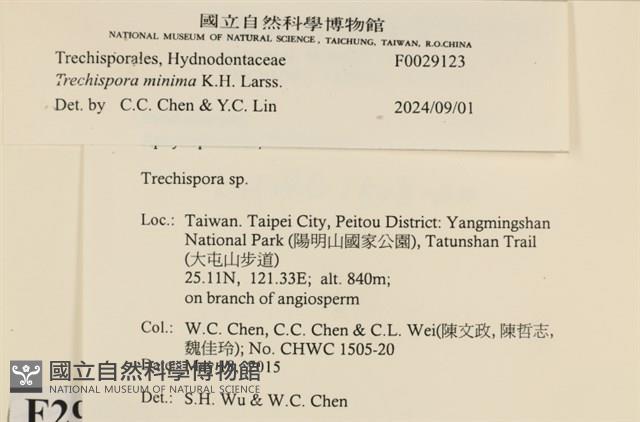 國立自然科學博物館
NATIONAL MUSEUM OF NATURAL SCIENCE, TAICHUNG, TAIWAN, R.O.CHINA
Trechisporales, Hydnodontaceae F0029123
Trechispora minima K.H. Larss.
Det. by C.C. Chen & Y.C. Lin 2024/09/01
Trechispora sp.
Loc.: Taiwan. Taipei City, Peitou District: Yangmingshan
National Park (陽明山國家公園), Tatunshan Trail
(大屯山步道)
25.11N, 121.33E; alt. 840m;
on branch of angiosperm
Col.: W.C. Chen, C.C. Chen & C.L. Wei(陳文政, 陳哲志,
魏佳玲); No. CHWC 1505-20
2015
國立自然科學博物館
NATIONAL MUSEUM OF NATURAL SCIENCE
Det.: S.H. Wu & W.C. Chen